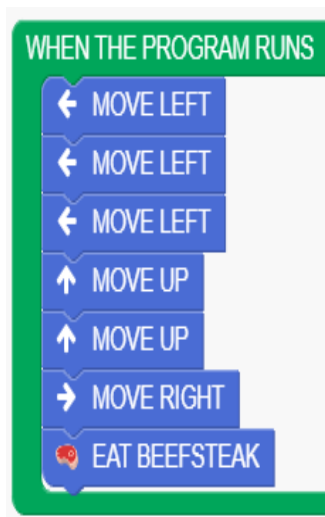 WHEN THE PROGRAM RUNS
MOVE LEFT
MOVE LEFT
MOVE LEFT
MOVE UP
MOVE UP
MOVE RIGHT
EAT BEEFSTEAK